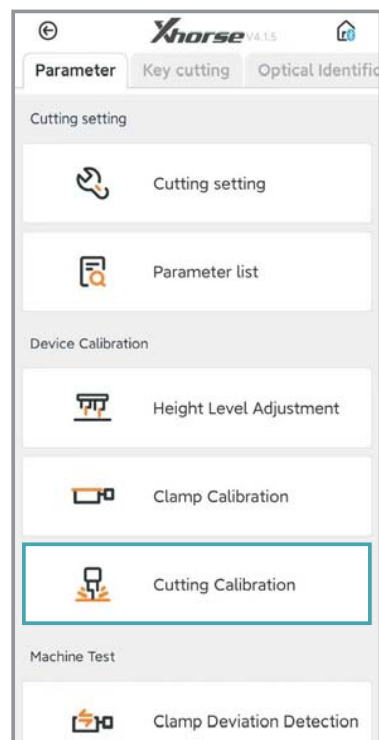 Xhorse V4.1.5
Parameter Key cutting Optical Identific
Cutting setting
Cutting setting
Parameter list
Device Calibration
Height Level Adjustment
Clamp Calibration
Cutting Calibration
Machine Test
Clamp Deviation Detection